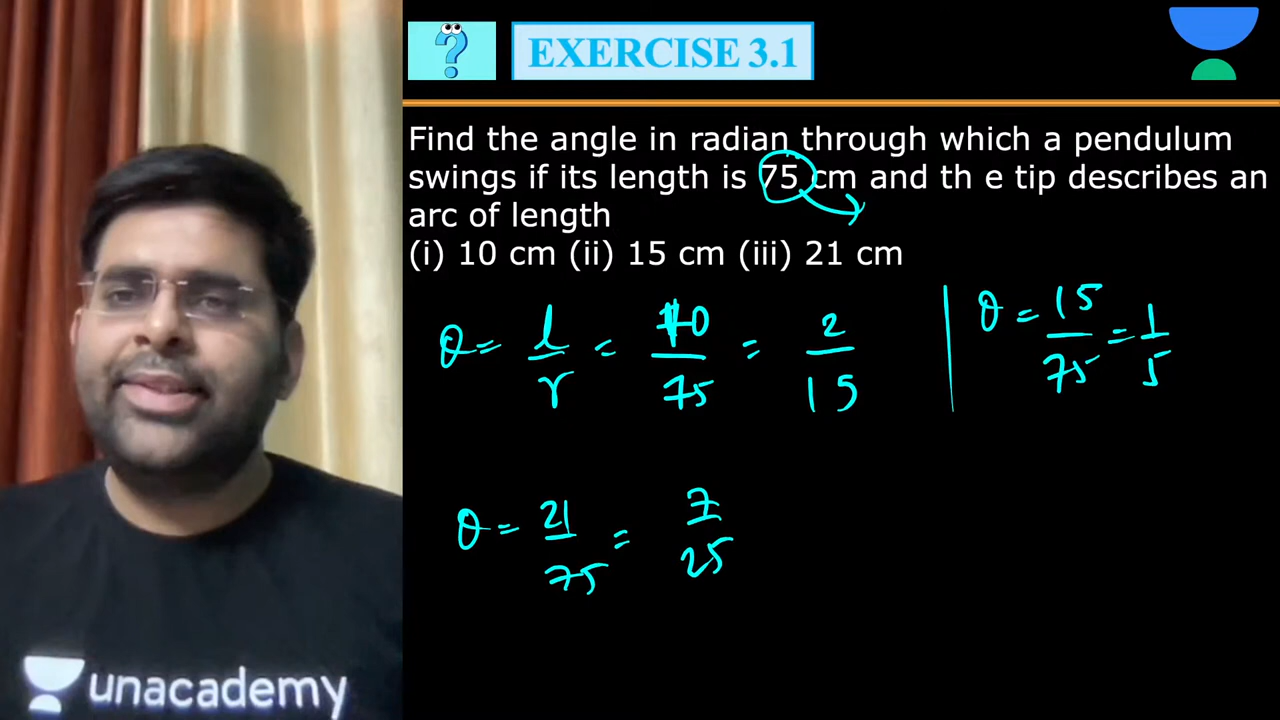 ?
EXERCISE 3.1
Find the angle in radian through which a pendulum
swings if its length is 75 cm and th e tip describes an
arc of length
(i) 10 cm (ii) 15 cm (iii) 21 cm
θ = l/r = 10/75 = 2/15
θ = 15/75 = 1/5
θ = 21/75 = 7/25
unacademy